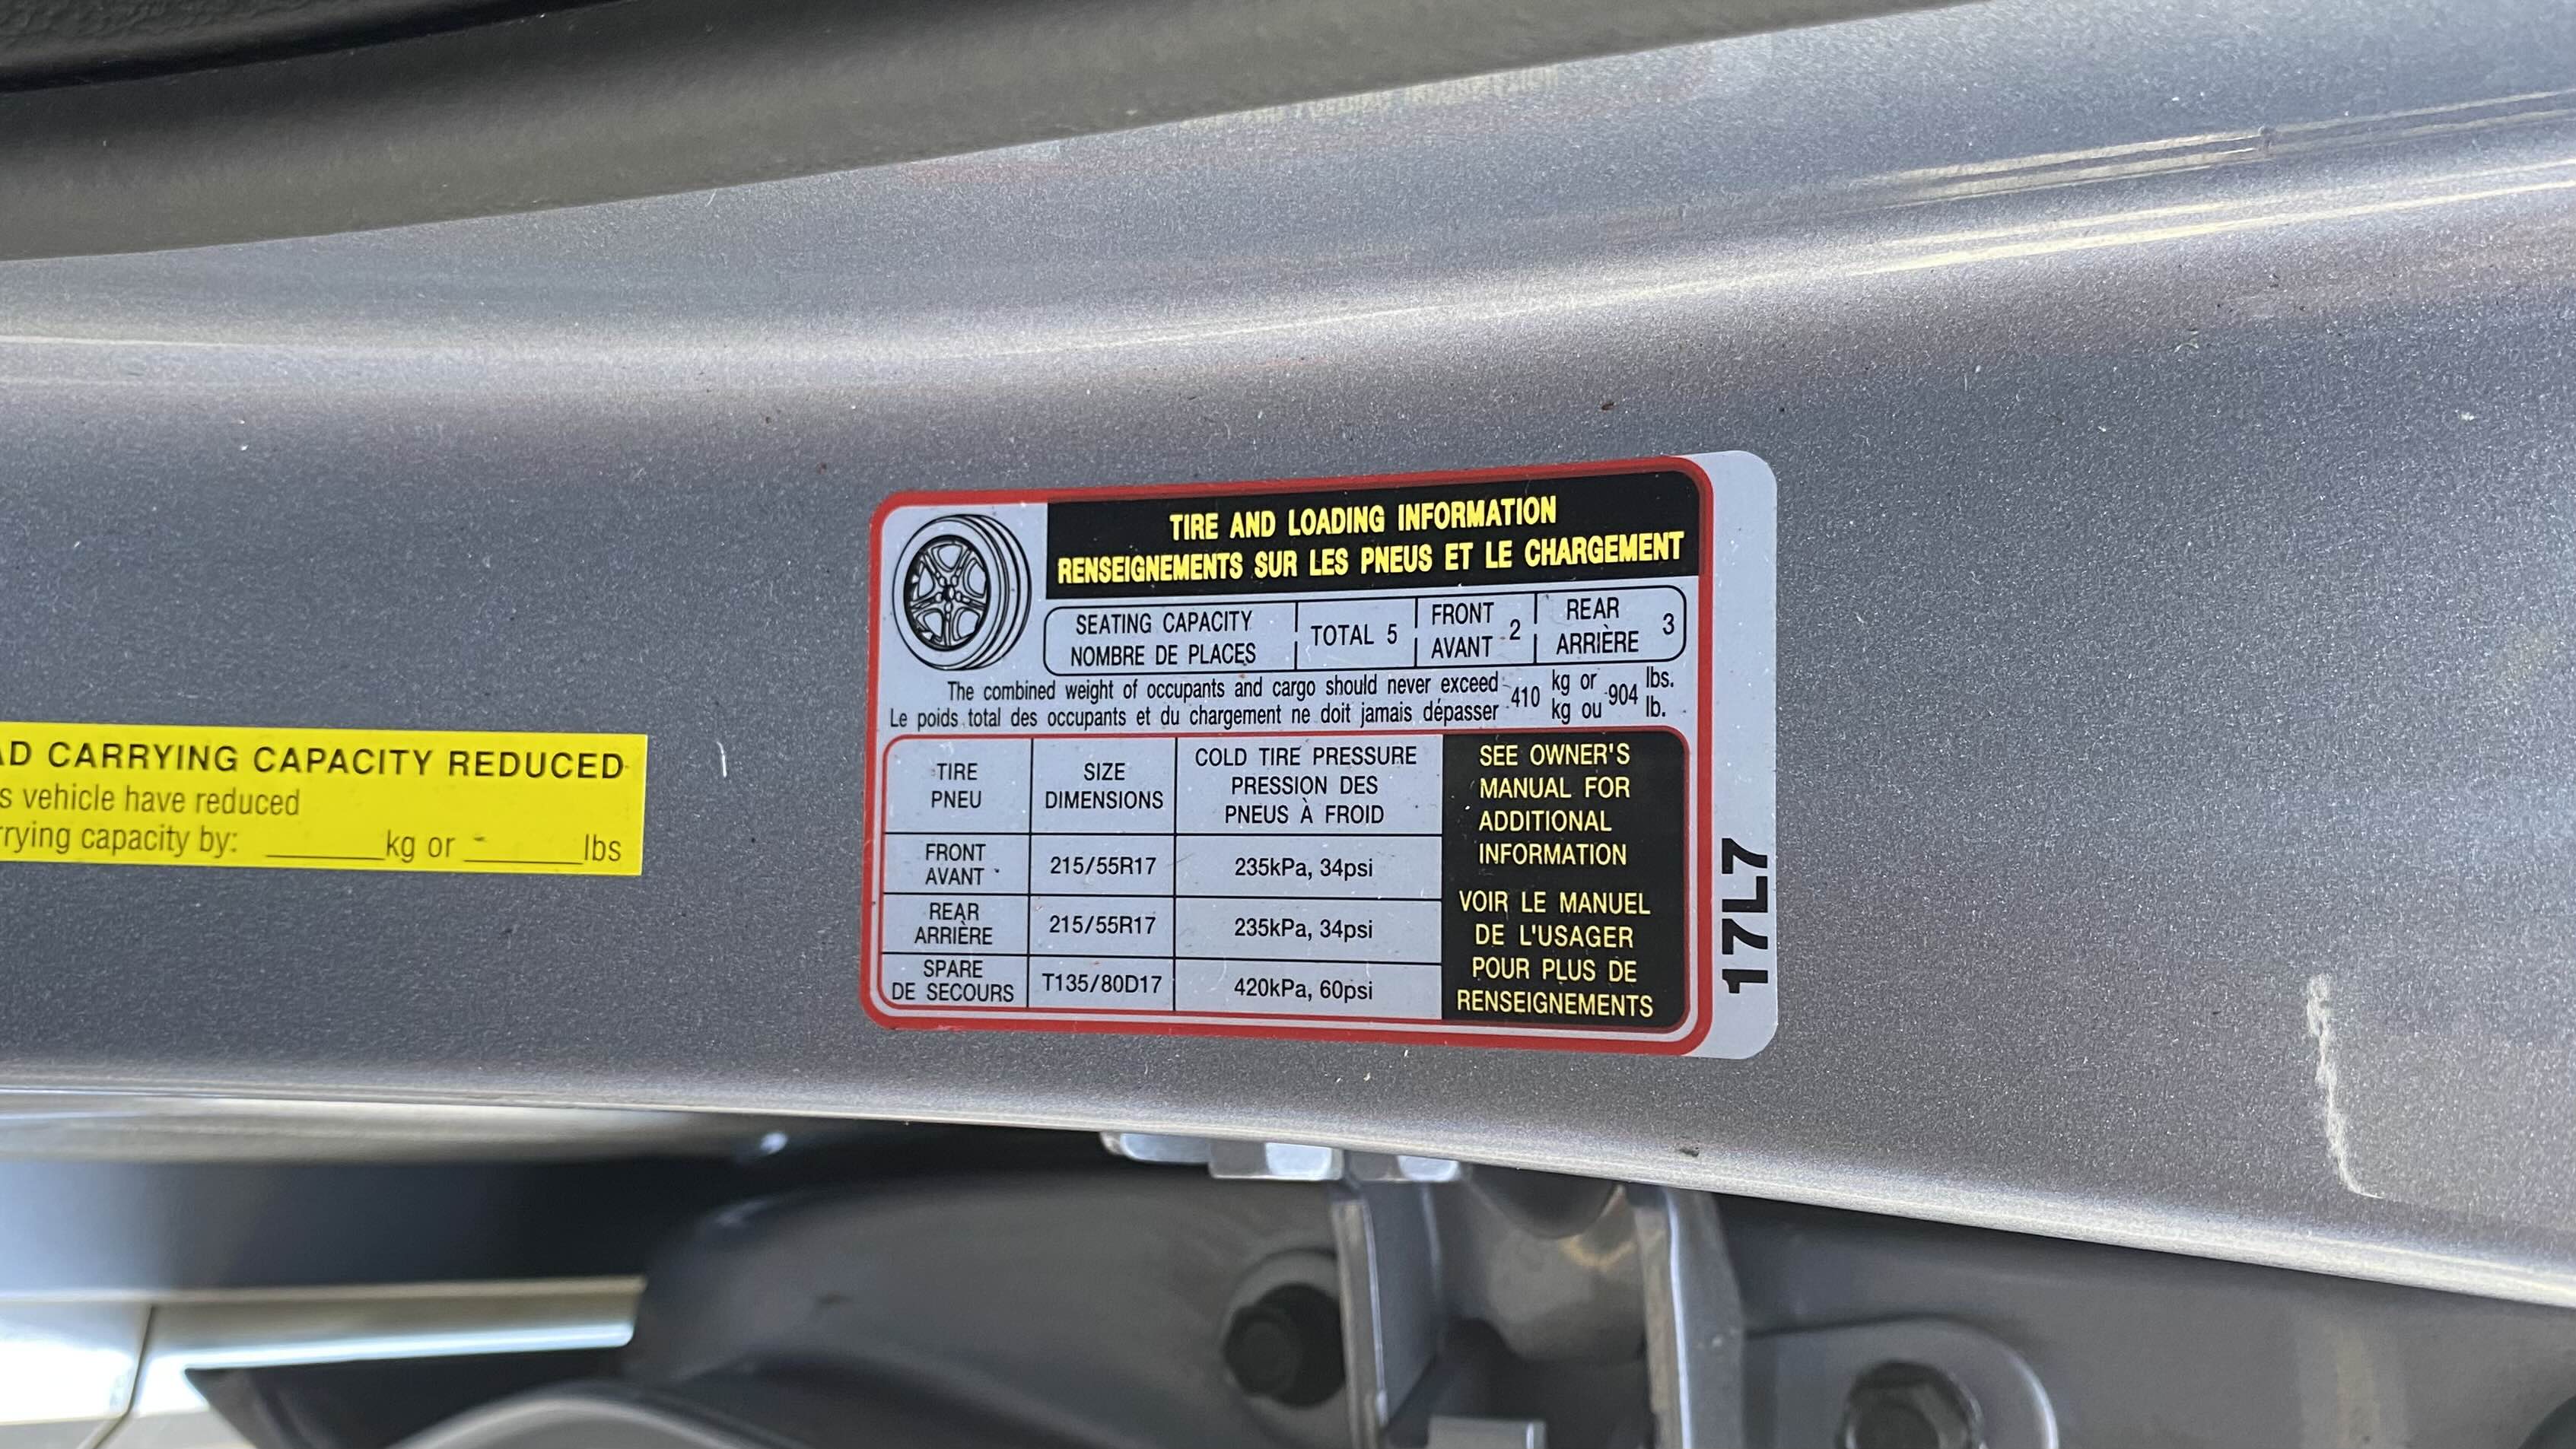 TIRE AND LOADING INFORMATION
RENSEIGNEMENTS SUR LES PNEUS ET LE CHARGEMENT
SEATING CAPACITY
NOMBRE DE PLACES
TOTAL 5
FRONT
AVANT
2
REAR
ARRIÈRE
3
The combined weight of occupants and cargo should never exceed 410 kg or 904 lbs.
Le poids total des occupants et du chargement ne doit jamais dépasser 410 kg ou 904 lb.
TIRE
PNEU
SIZE
DIMENSIONS
COLD TIRE PRESSURE
PRESSION DES
PNEUS À FROID
FRONT
AVANT
215/55R17
235kPa, 34psi
REAR
ARRIÈRE
215/55R17
235kPa, 34psi
SPARE
DE SECOURS
T135/80D17
420kPa, 60psi
SEE OWNER'S
MANUAL FOR
ADDITIONAL
INFORMATION
VOIR LE MANUEL
DE L'USAGER
POUR PLUS DE
RENSEIGNEMENTS
17L7
CARRYING CAPACITY REDUCED
vehicle have reduced
capacity by: ______kg or ______lbs